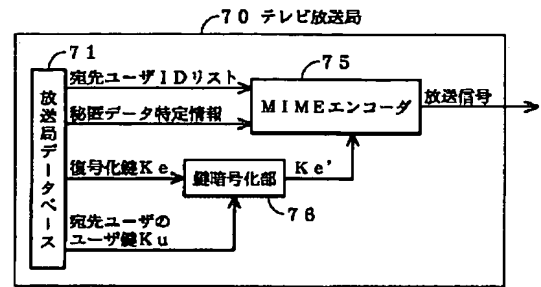 70 テレビ放送局
71
放送局データベース
宛先ユーザIDリスト
秘匿データ特定情報
75
MIMEエンコーダ
放送信号
復号化鍵Ke
鍵暗号化部
Ke'
76
宛先ユーザの
ユーザ鍵Ku